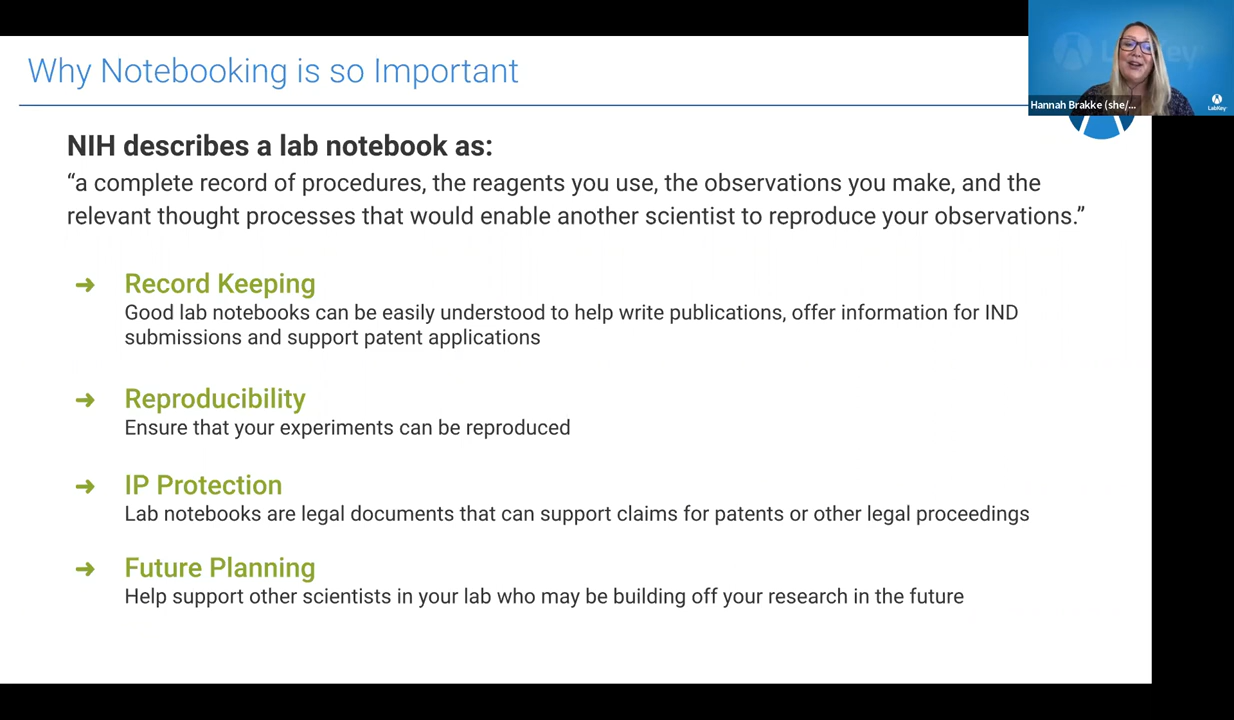 Why Notebooking is so Important
LabKey
Hannah Brakke (she/...
LabKey
NIH describes a lab notebook as:
“a complete record of procedures, the reagents you use, the observations you make, and the
relevant thought processes that would enable another scientist to reproduce your observations.”
➔ Record Keeping
Good lab notebooks can be easily understood to help write publications, offer information for IND
submissions and support patent applications
➔ Reproducibility
Ensure that your experiments can be reproduced
➔ IP Protection
Lab notebooks are legal documents that can support claims for patents or other legal proceedings
➔ Future Planning
Help support other scientists in your lab who may be building off your research in the future